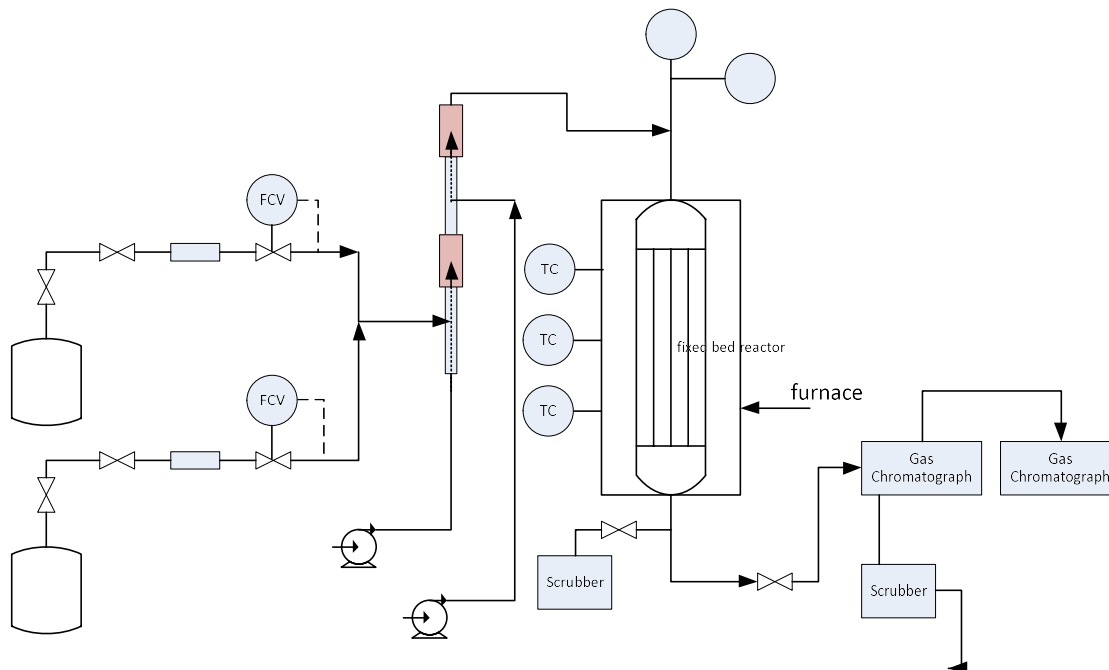 FCV
TC
TC
fixed bed reactor
TC
furnace
FCV
Gas
Chromatograph
Gas
Chromatograph
Scrubber
Scrubber